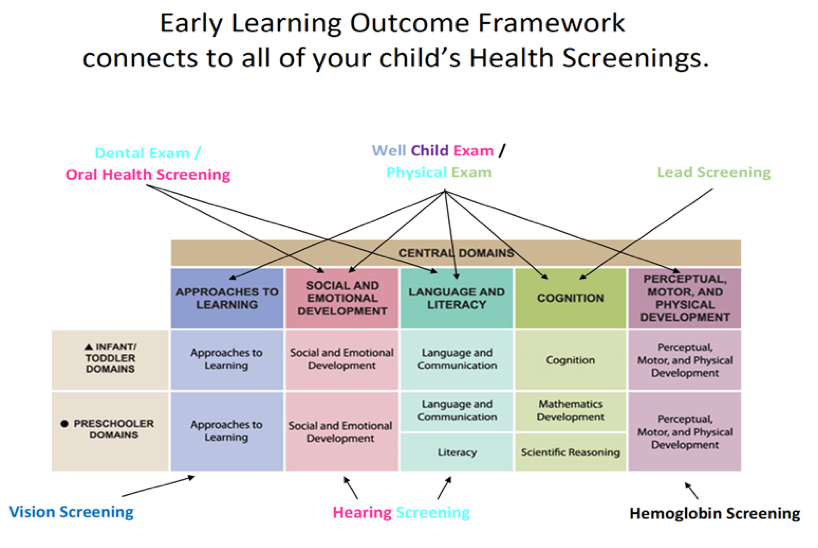 Early Learning Outcome Framework
connects to all of your child's Health Screenings.
Dental Exam /
Oral Health Screening
Well Child Exam /
Physical Exam
Lead Screening
CENTRAL DOMAINS
APPROACHES TO
LEARNING
SOCIAL AND
EMOTIONAL
DEVELOPMENT
LANGUAGE AND
LITERACY
COGNITION
PERCEPTUAL,
MOTOR, AND
PHYSICAL
DEVELOPMENT
▲ INFANT/
TODDLER
DOMAINS
Approaches to
Learning
Social and Emotional
Development
Language and
Communication
Cognition
Perceptual,
Motor, and Physical
Development
● PRESCHOOLER
DOMAINS
Approaches to
Learning
Social and Emotional
Development
Language and
Communication
Literacy
Mathematics
Development
Scientific Reasoning
Perceptual,
Motor, and Physical
Development
Vision Screening
Hearing Screening
Hemoglobin Screening